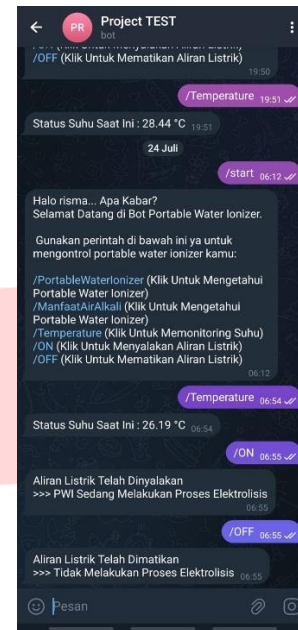 PR
Project TEST
bot
/OFF (Klik Untuk Mematikan Aliran Listrik)
19:50
/Temperature 19:51
Status Suhu Saat Ini : 28.44 °C 19:51
24 Juli
/start 06:12
Halo risma... Apa Kabar?
Selamat Datang di Bot Portable Water Ionizer.
Gunakan perintah di bawah ini ya untuk
mengontrol portable water ionizer kamu:
/PortableWaterIonizer (Klik Untuk Mengetahui
Portable Water Ionizer)
/ManfaatAirAlkali (Klik Untuk Mengetahui
Portable Water Ionizer)
/Temperature (Klik Untuk Memonitoring Suhu)
/ON (Klik Untuk Menyalakan Aliran Listrik)
/OFF (Klik Untuk Mematikan Aliran Listrik)
06:12
/Temperature 06:54
Status Suhu Saat Ini : 26.19 °C 06:54
/ON 06:55
Aliran Listrik Telah Dinyalakan
>>> PWI Sedang Melakukan Proses Elektrolisis
06:55
/OFF 06:55
Aliran Listrik Telah Dimatikan
>>> Tidak Melakukan Proses Elektrolisis 06:55
Pesan